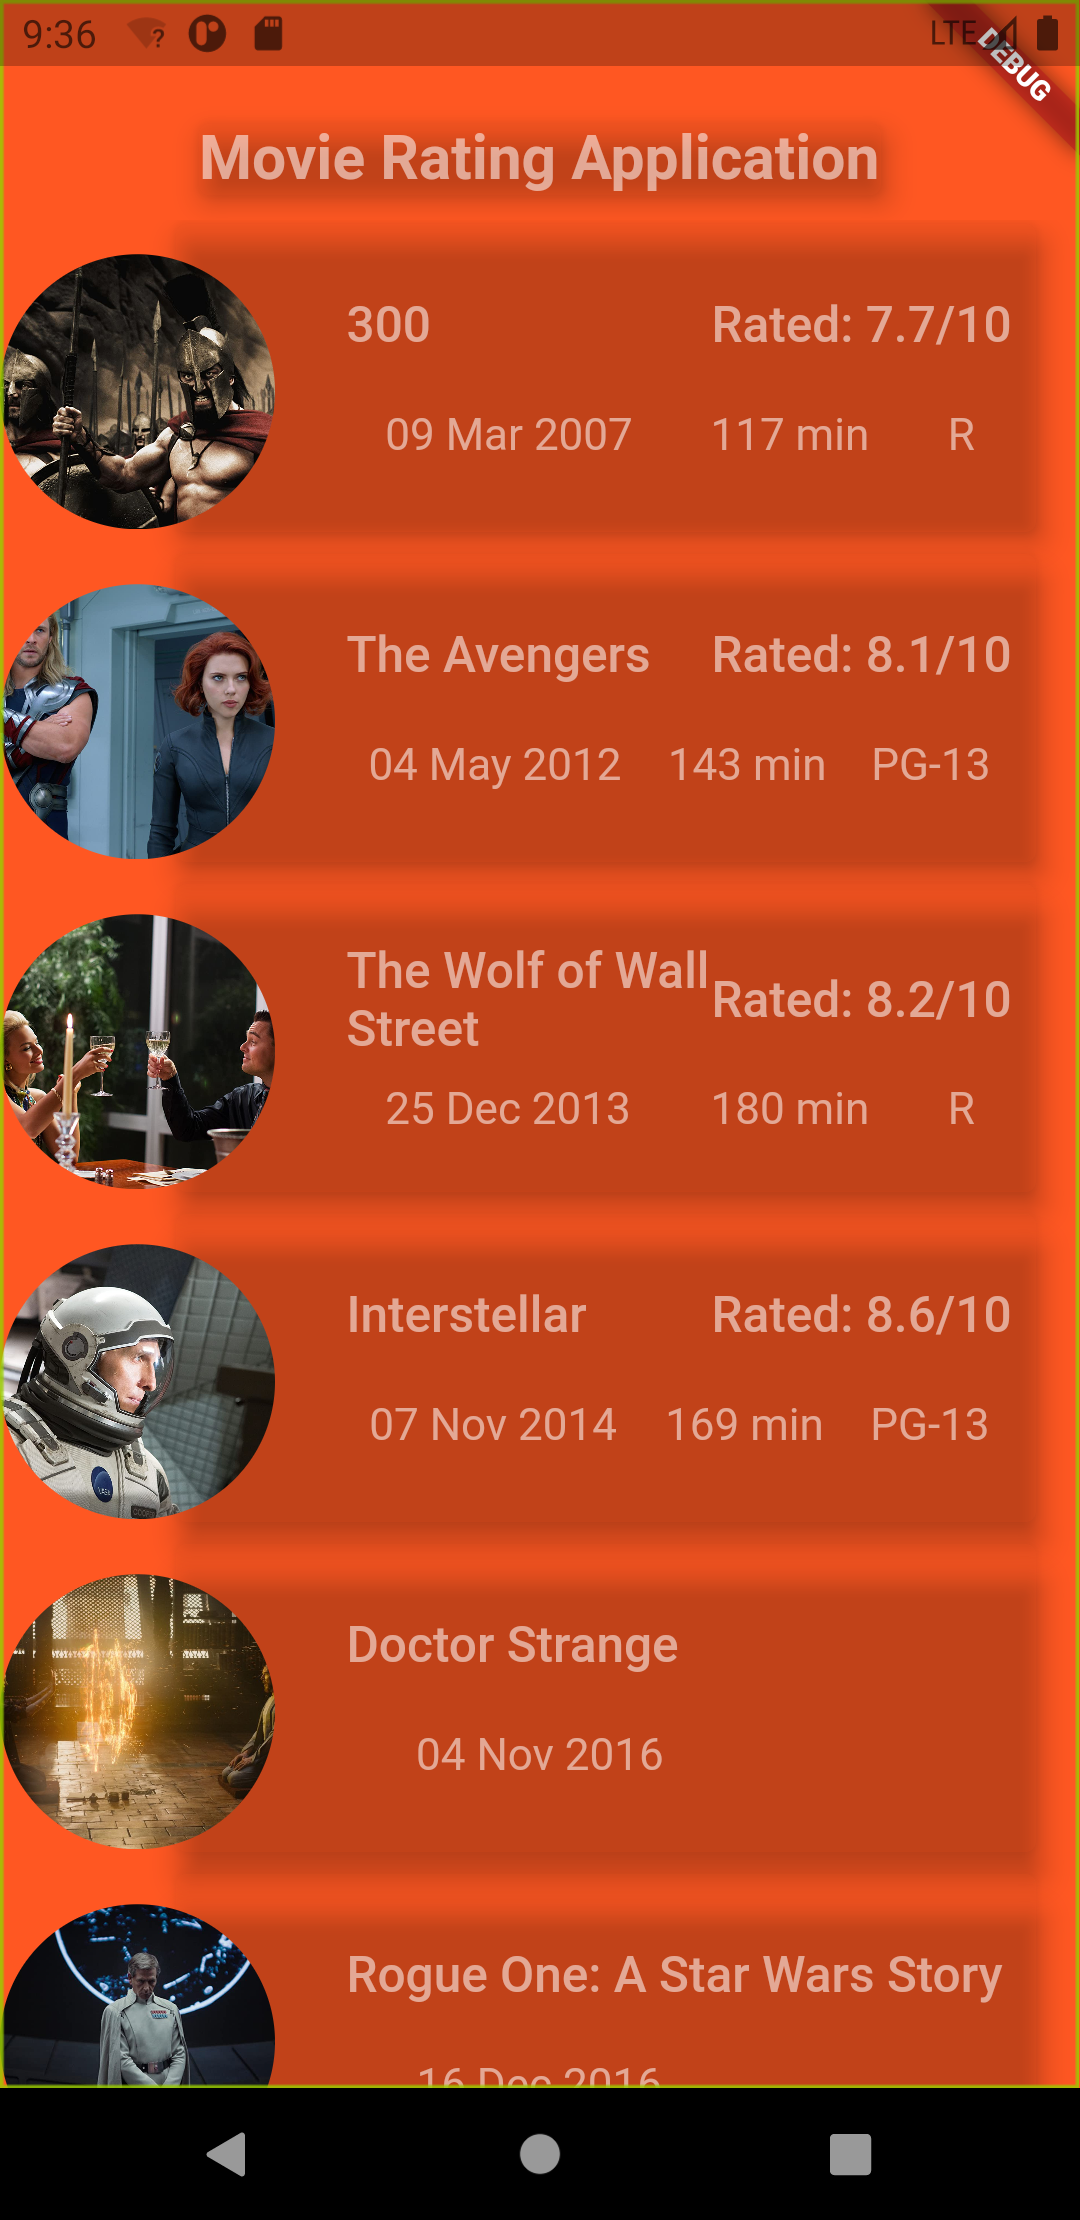 9:36
LTE
DEBUG
Movie Rating Application
300 Rated: 7.7/10
09 Mar 2007 117 min R
The Avengers Rated: 8.1/10
04 May 2012 143 min PG-13
The Wolf of Wall
Street
Rated: 8.2/10
25 Dec 2013 180 min R
Interstellar Rated: 8.6/10
07 Nov 2014 169 min PG-13
Doctor Strange
04 Nov 2016
Rogue One: A Star Wars Story
16 Dec 2016